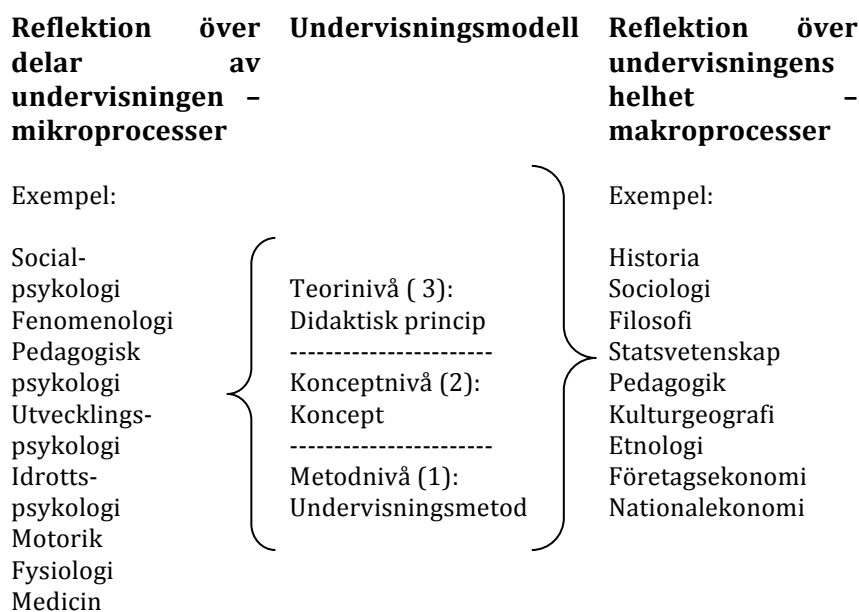 Reflektion över
delar av
undervisningen –
mikroprocesser
Exempel:
Social-
psykologi
Fenomenologi
Pedagogisk
psykologi
Utvecklings-
psykologi
Idrotts-
psykologi
Motorik
Fysiologi
Medicin
Undervisningsmodell
Teorinivå ( 3):
Didaktisk princip
-----------------------
Konceptnivå (2):
Koncept
-----------------------
Metodnivå (1):
Undervisningsmetod
Reflektion över
undervisningens
helhet –
makroprocesser
Exempel:
Historia
Sociologi
Filosofi
Statsvetenskap
Pedagogik
Kulturgeografi
Etnologi
Företagsekonomi
Nationalekonomi